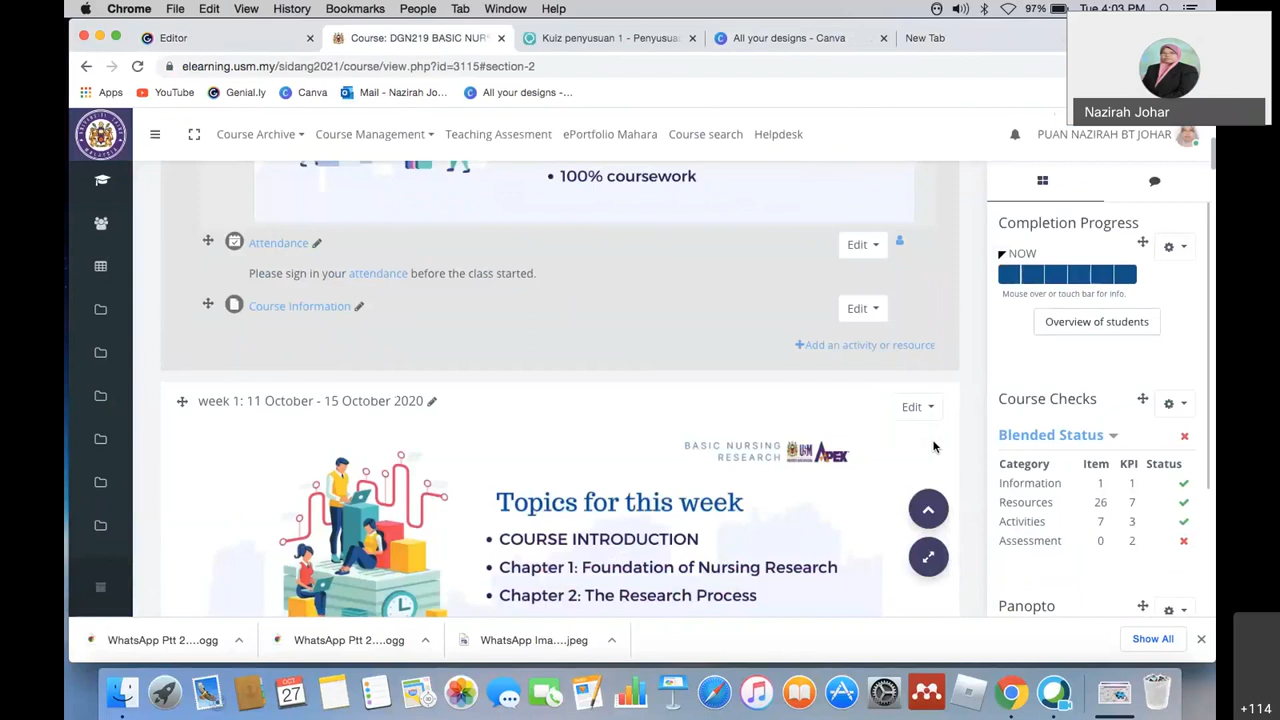 Chrome File Edit View History Bookmarks People Tab Window Help 97% Tue 4:03 PM
Editor
Course: DGN219 BASIC NUR
Kuiz penyusuan 1 - Penyusua
All your designs - Canva
New Tab
elearning.usm.my/sidang2021/course/view.php?id=3115#section-2
Apps YouTube Genial.ly Canva Mail - Nazirah Jo... All your designs -...
Nazirah Johar
Course Archive Course Management Teaching Assesment ePortfolio Mahara Course search Helpdesk PUAN NAZIRAH BT JOHAR
• 100% coursework
Attendance
Edit
Please sign in your attendance before the class started.
Course Information
Edit
+Add an activity or resource
week 1: 11 October - 15 October 2020
Edit
BASIC NURSING
RESEARCH
USM APEX
Topics for this week
• COURSE INTRODUCTION
• Chapter 1: Foundation of Nursing Research
• Chapter 2: The Research Process
Completion Progress
NOW
Mouse over or touch bar for info.
Overview of students
Course Checks
Blended Status
Category Item KPI Status
Information 1 1
Resources 26 7
Activities 7 3
Assessment 0 2
Panopto
WhatsApp Ptt 2....ogg
WhatsApp Ptt 2....ogg
WhatsApp Ima....jpeg
Show All
OCT
27
+114